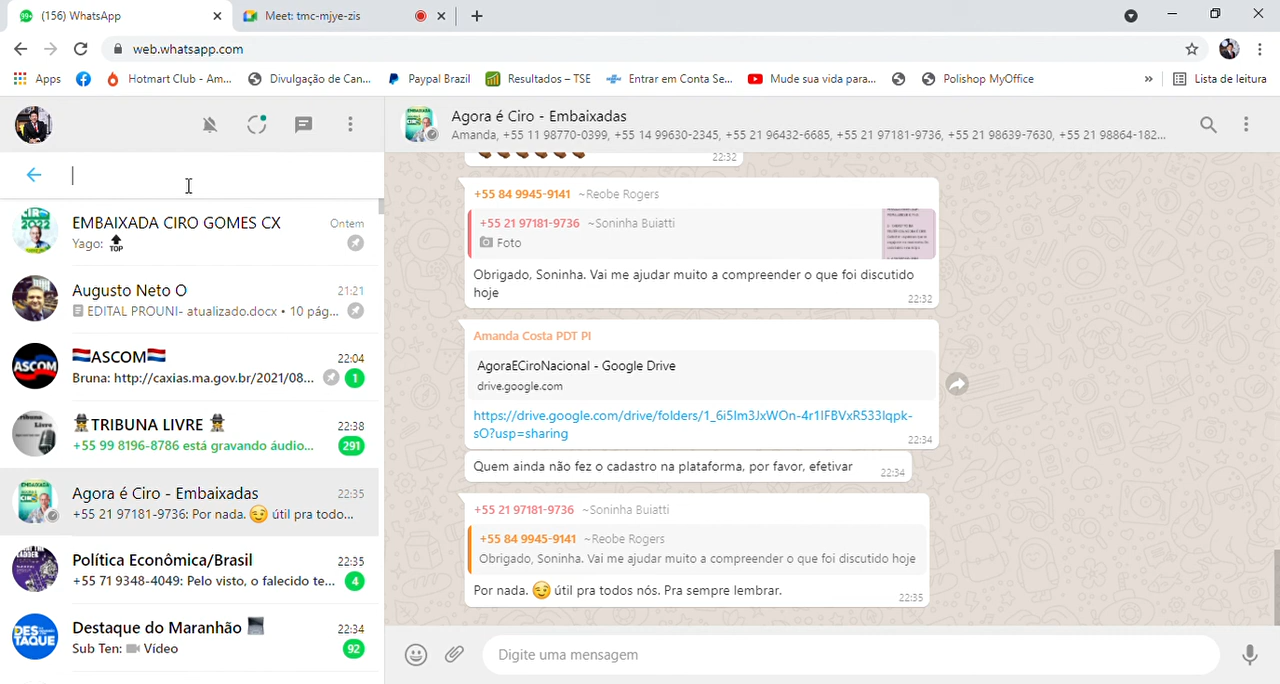 (156) WhatsApp
Meet: tmc-mjye-zis
web.whatsapp.com
Apps
Hotmart Club - Am...
Divulgação de Can...
Paypal Brazil
Resultados – TSE
Entrar em Conta S...
Mude sua vida para...
Polishop MyOffice
»
Lista de leitura
Agora é Ciro - Embaixadas
Amanda, +55 11 98770-0399, +55 14 99630-2345, +55 21 96432-6685, +55 21 97181-9736, +55 21 98639-7630, +55 21 98864-182...
EMBAIXADA CIRO GOMES CX
Ontem
Yago: TOP
Augusto Neto O
21:21
EDITAL PROUNI- atualizado.docx • 10 pág...
ASCOM
ASCOM
22:04
Bruna: http://caxias.ma.gov.br/2021/08...
1
TRIBUNA LIVRE
22:38
+55 99 8196-8786 está gravando áudio...
291
Agora é Ciro - Embaixadas
22:35
+55 21 97181-9736: Por nada. 😉 útil pra todo...
Política Econômica/Brasil
22:35
+55 71 9348-4049: Pelo visto, o falecido te...
4
DESTAQUE
Destaque do Maranhão
22:34
Sub Ten: Vídeo
92
22:32
+55 84 9945-9141 ~Reobe Rogers
+55 21 97181-9736 ~Soninha Buiatti
Foto
Obrigado, Soninha. Vai me ajudar muito a compreender o que foi discutido
hoje
22:32
Amanda Costa PDT PI
AgoraECiroNacional - Google Drive
drive.google.com
https://drive.google.com/drive/folders/1_6i5Im3JxWOn-4r1IFBVxR533Iqpk-
sO?usp=sharing
22:34
Quem ainda não fez o cadastro na plataforma, por favor, efetivar
22:34
+55 21 97181-9736 ~Soninha Buiatti
+55 84 9945-9141 ~Reobe Rogers
Obrigado, Soninha. Vai me ajudar muito a compreender o que foi discutido hoje
Por nada. 😉 útil pra todos nós. Pra sempre lembrar.
22:35
Digite uma mensagem